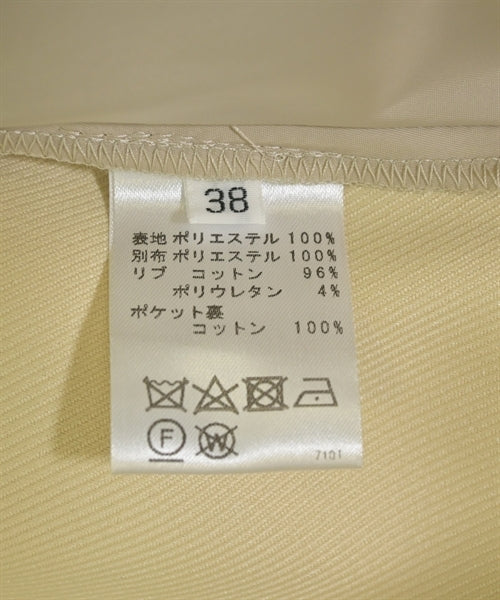 38
表地 ポリエステル 100%
別布 ポリエステル 100%
リブ コットン 96%
ポリウレタン 4%
ポケット裏
コットン 100%
F W
7101